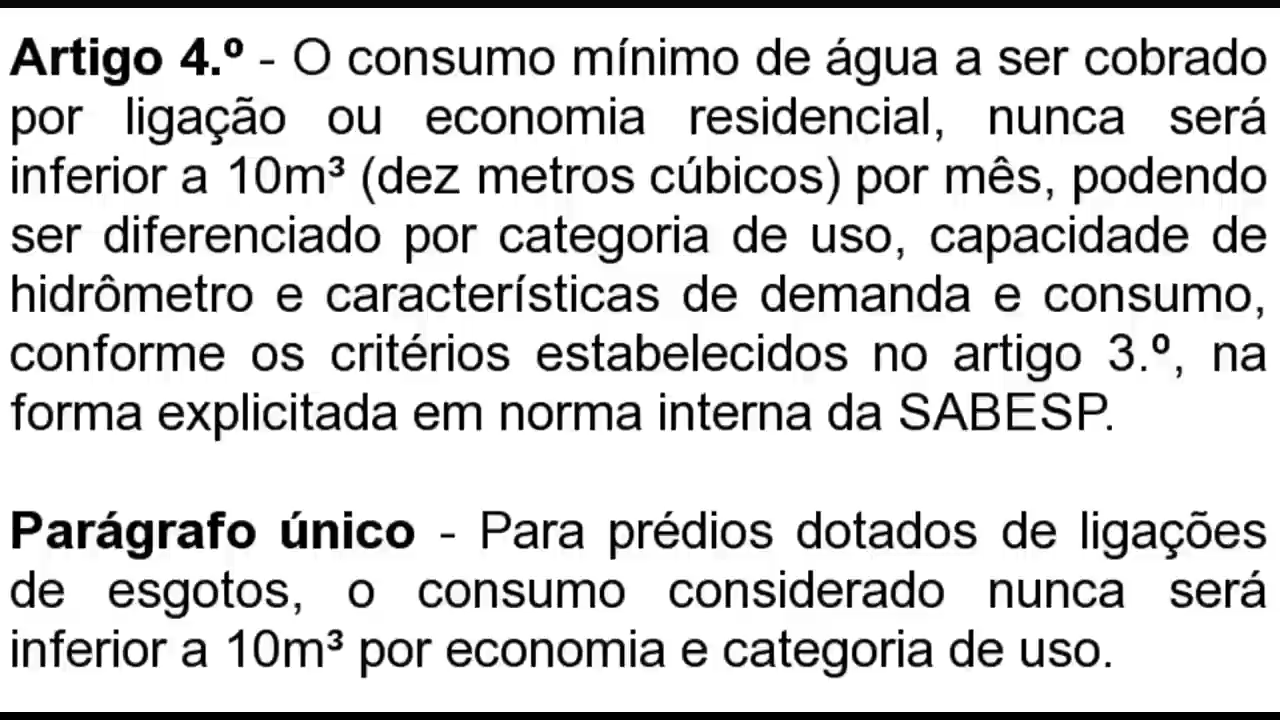 Artigo 4.º - O consumo mínimo de água a ser cobrado
por ligação ou economia residencial, nunca será
inferior a 10m³ (dez metros cúbicos) por mês, podendo
ser diferenciado por categoria de uso, capacidade de
hidrômetro e características de demanda e consumo,
conforme os critérios estabelecidos no artigo 3.º, na
forma explicitada em norma interna da SABESP.
Parágrafo único - Para prédios dotados de ligações
de esgotos, o consumo considerado nunca será
inferior a 10m³ por economia e categoria de uso.